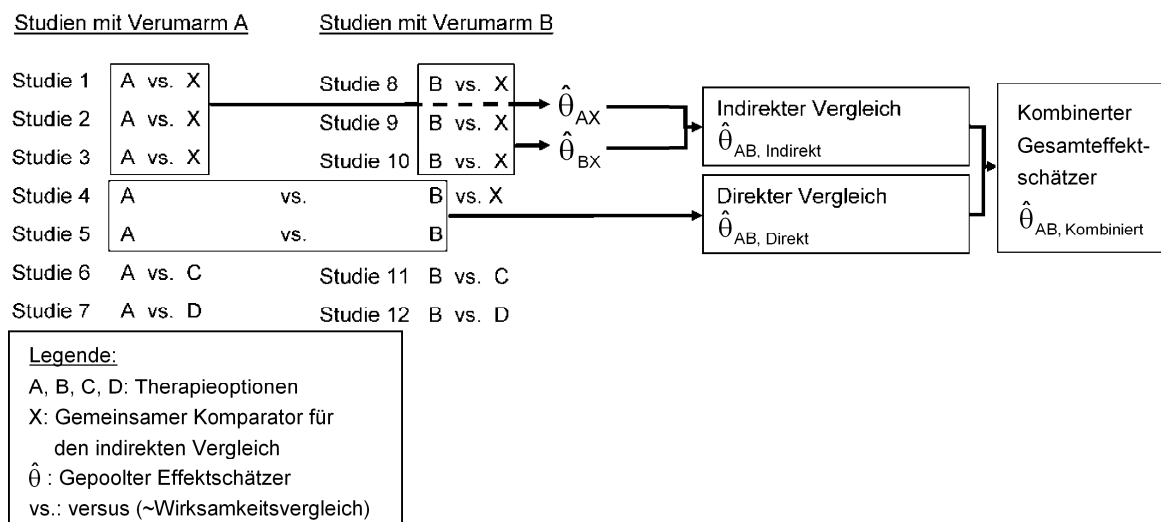 Studien mit Verumarm A
Studien mit Verumarm B
Studie 1 A vs. X
Studie 8 B vs. X
Studie 2 A vs. X
Studie 9 B vs. X
Studie 3 A vs. X
Studie 10 B vs. X
θ̂ AX
θ̂ BX
Indirekter Vergleich
θ̂ AB, Indirekt
Kombinierter
Gesamteffekt-
schätzer
θ̂ AB, Kombiniert
Studie 4 A vs. B vs. X
Studie 5 A vs. B
Direkter Vergleich
θ̂ AB, Direkt
Studie 6 A vs. C
Studie 11 B vs. C
Studie 7 A vs. D
Studie 12 B vs. D
Legende:
A, B, C, D: Therapieoptionen
X: Gemeinsamer Komparator für
den indirekten Vergleich
θ̂ : Gepoolter Effektschätzer
vs.: versus (~Wirksamkeitsvergleich)